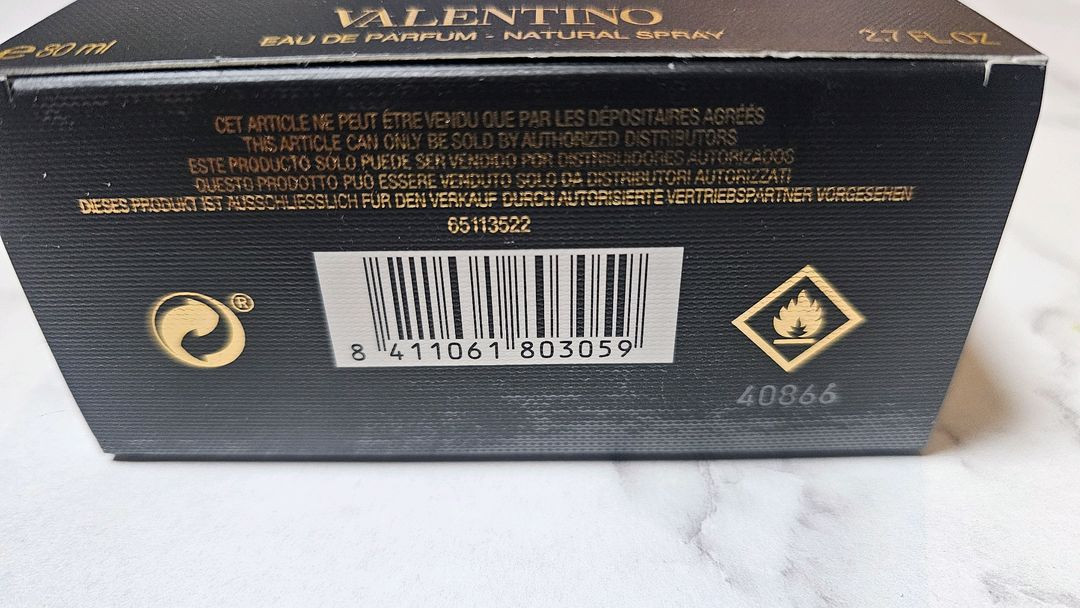 VALENTINO
e 80 ml
EAU DE PARFUM - NATURAL SPRAY
2.7 FL.OZ.
CET ARTICLE NE PEUT ÊTRE VENDU QUE PAR LES DÉPOSITAIRES AGRÉÉS
THIS ARTICLE CAN ONLY BE SOLD BY AUTHORIZED DISTRIBUTORS
ESTE PRODUCTO SOLO PUEDE SER VENDIDO POR DISTRIBUIDORES AUTORIZADOS
QUESTO PRODOTTO PUÒ ESSERE VENDUTO SOLO DA DISTRIBUTORI AUTORIZZATI
DIESES PRODUKT IST AUSSCHLIESSLICH FÜR DEN VERKAUF DURCH AUTORISIERTE VERTRIEBSPARTNER VORGESEHEN
65113522
®
8 411061 803059
40866